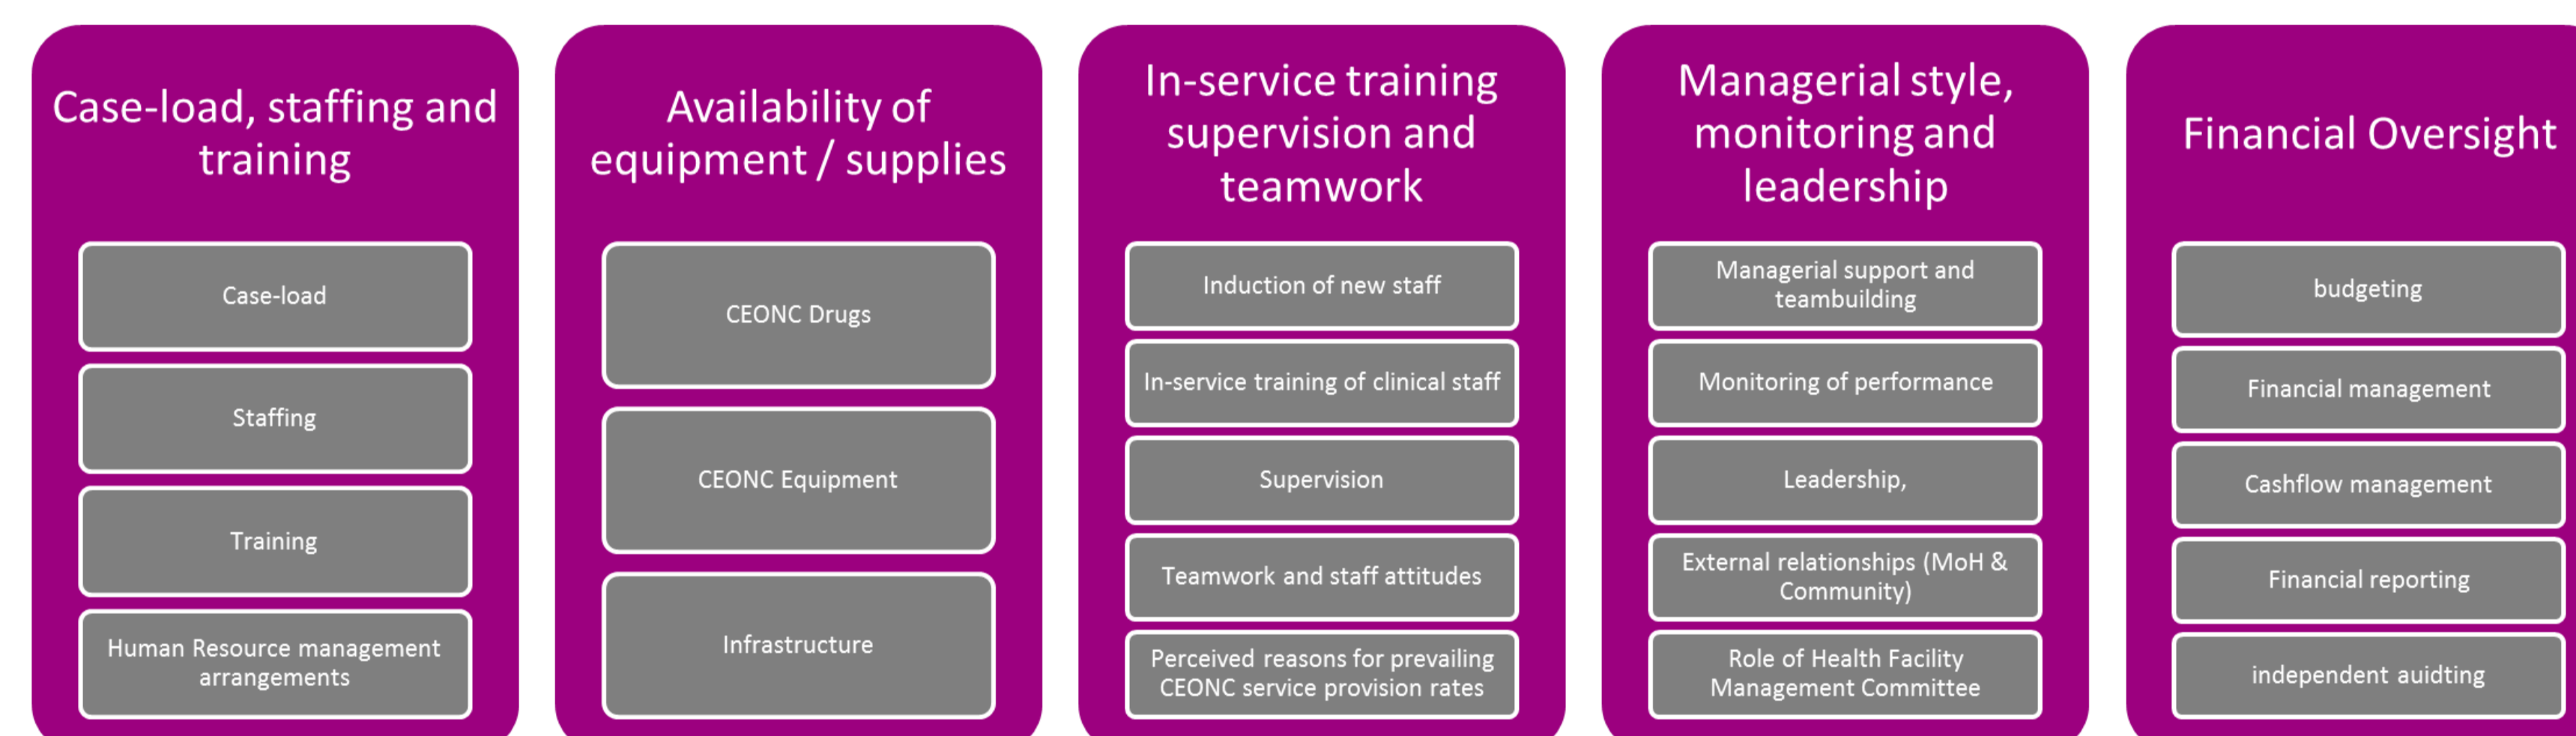 Case-load, staffing and
training
Case-load
Staffing
Training
Human Resource management
arrangements
Availability of
equipment / supplies
CEONC Drugs
CEONC Equipment
Infrastructure
In-service training
supervision and
teamwork
Induction of new staff
In-service training of clinical staff
Supervision
Teamwork and staff attitudes
Perceived reasons for prevailing
CEONC service provision rates
Managerial style,
monitoring and
leadership
Managerial support and
teambuilding
Monitoring of performance
Leadership,
External relationships (MoH &
Community)
Role of Health Facility
Management Committee
Financial Oversight
budgeting
Financial management
Cashflow management
Financial reporting
independent auidting